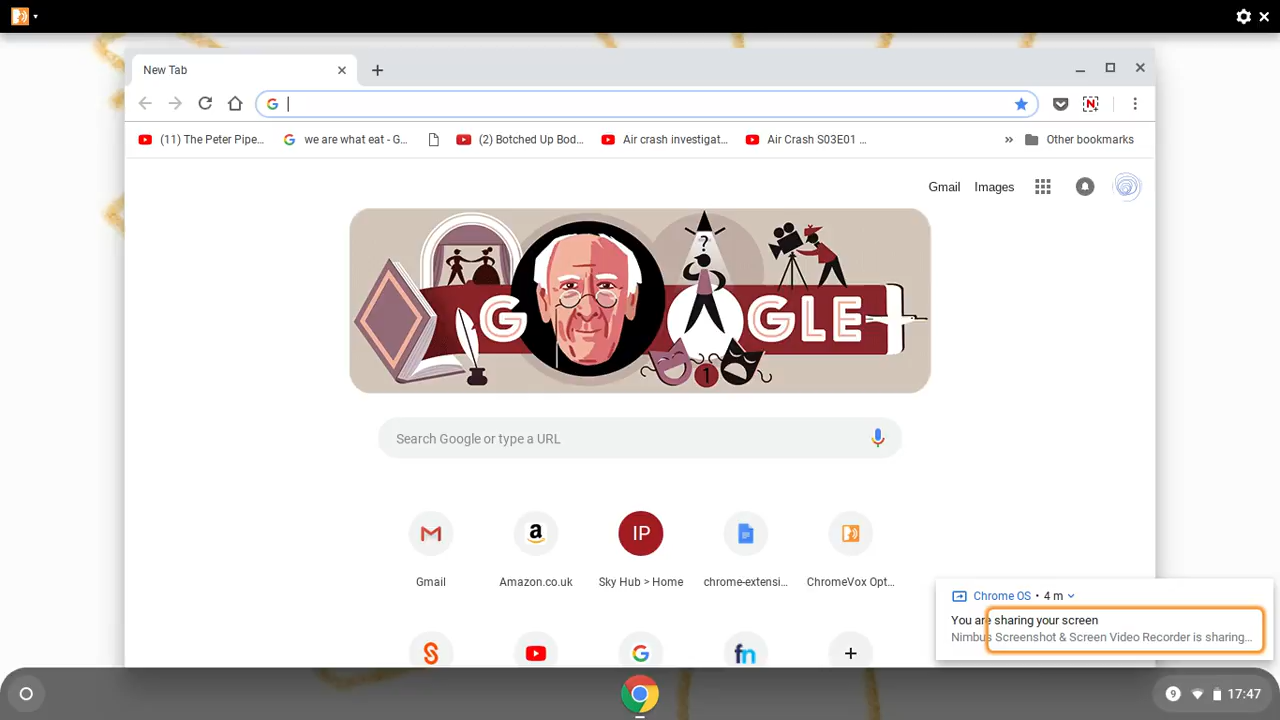 New Tab
(11) The Peter Pipe...
we are what eat - G...
(2) Botched Up Bod...
Air crash investigat...
Air Crash S03E01 ...
»
Other bookmarks
Gmail
Images
?
G GLE
1
Search Google or type a URL
IP
Gmail
Amazon.co.uk
Sky Hub > Home
chrome-extensi...
ChromeVox Opt...
fn
Chrome OS • 4 m
You are sharing your screen
Nimbus Screenshot & Screen Video Recorder is sharing...
9
17:47